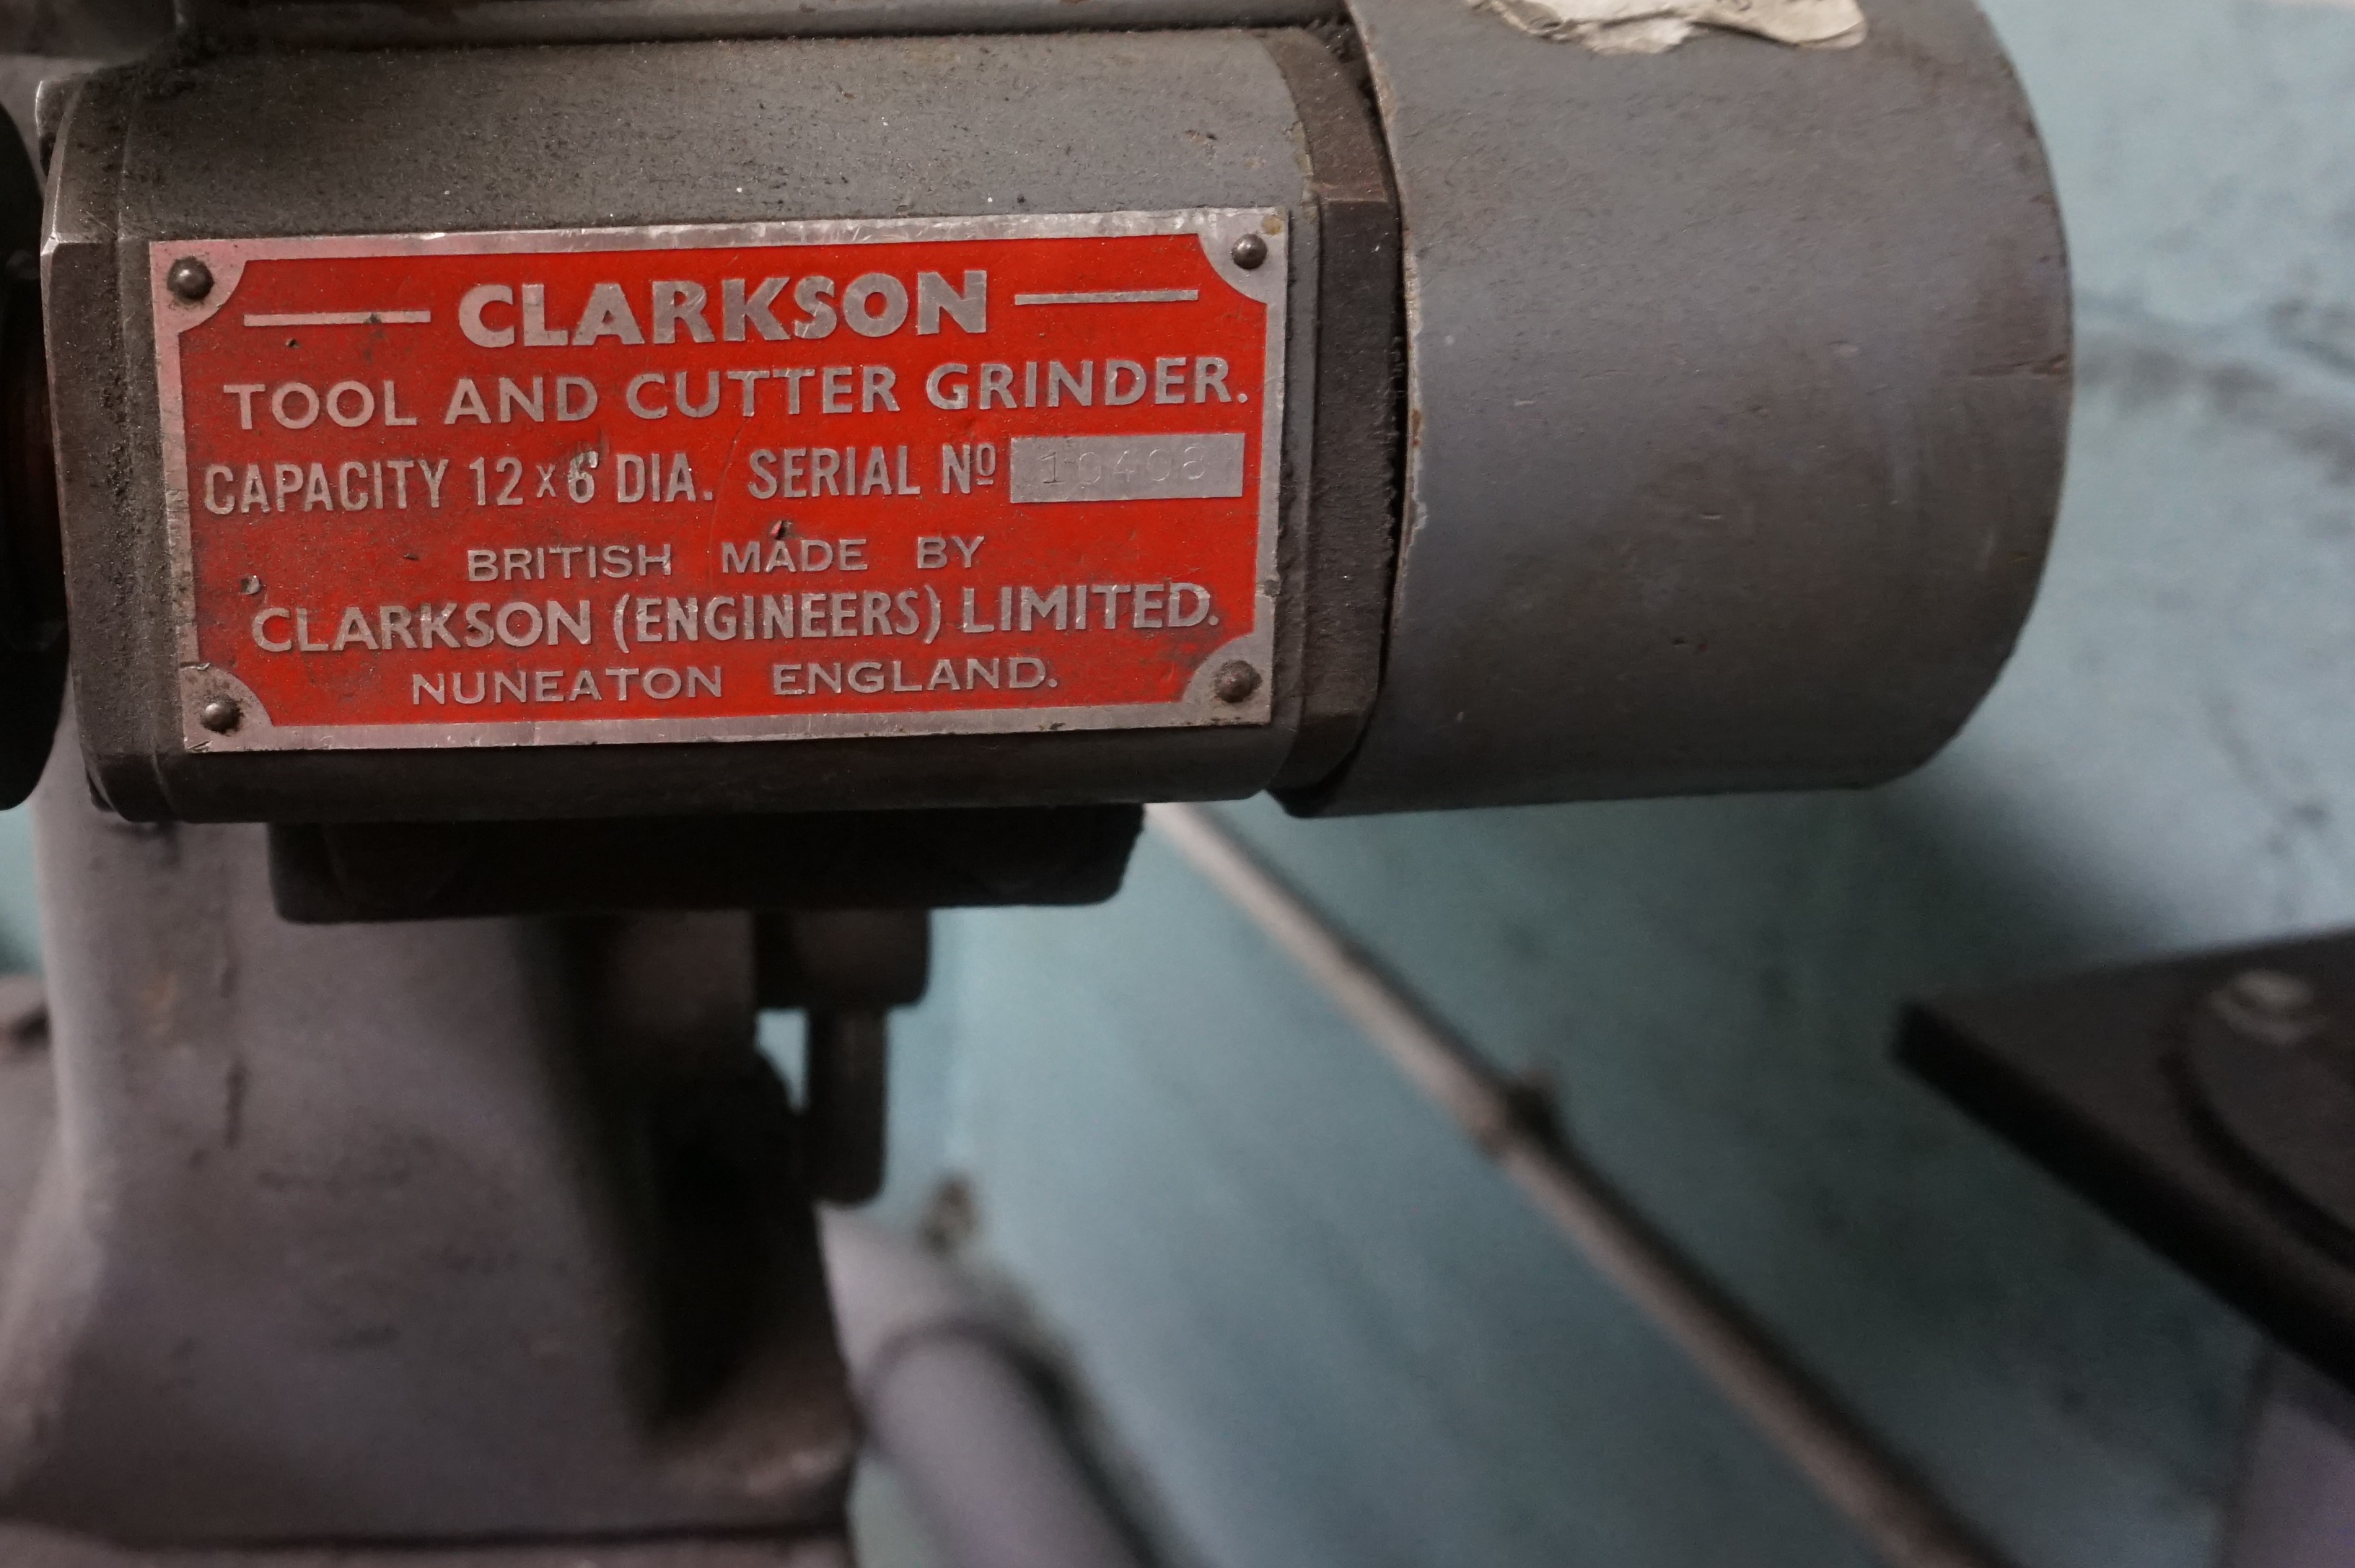 CLARKSON
TOOL AND CUTTER GRINDER.
CAPACITY 12 x 6 DIA. SERIAL Nº 10408
BRITISH MADE BY
CLARKSON (ENGINEERS) LIMITED.
NUNEATON ENGLAND.